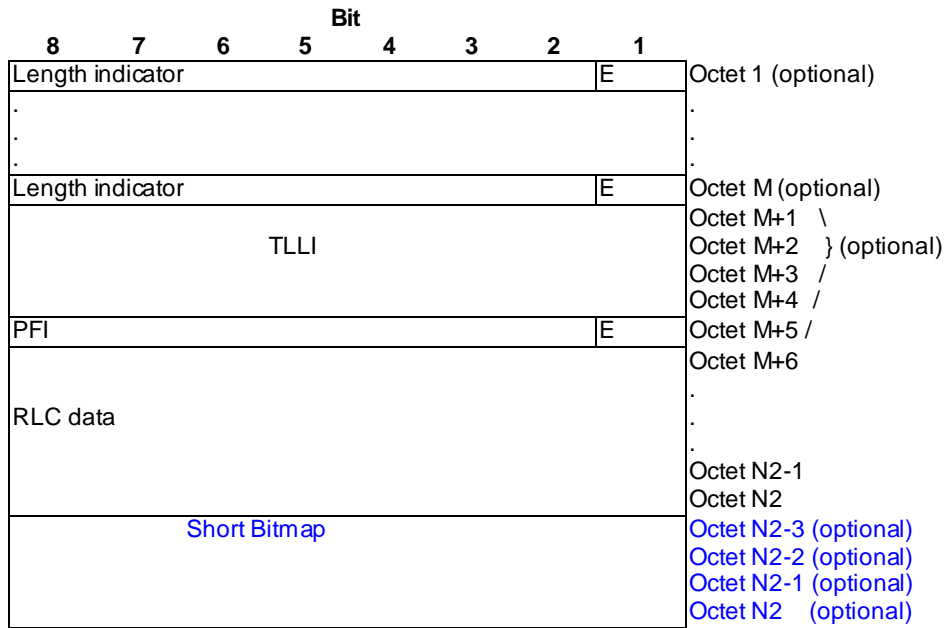 Bit
8 7 6 5 4 3 2 1
Length indicator E Octet 1 (optional)
. .
. .
. .
Length indicator E Octet M (optional)
Octet M+1 \
TLLI Octet M+2 } (optional)
Octet M+3 /
Octet M+4 /
PFI E Octet M+5 /
Octet M+6
.
RLC data .
.
Octet N2-1
Octet N2
Short Bitmap Octet N2-3 (optional)
Octet N2-2 (optional)
Octet N2-1 (optional)
Octet N2 (optional)